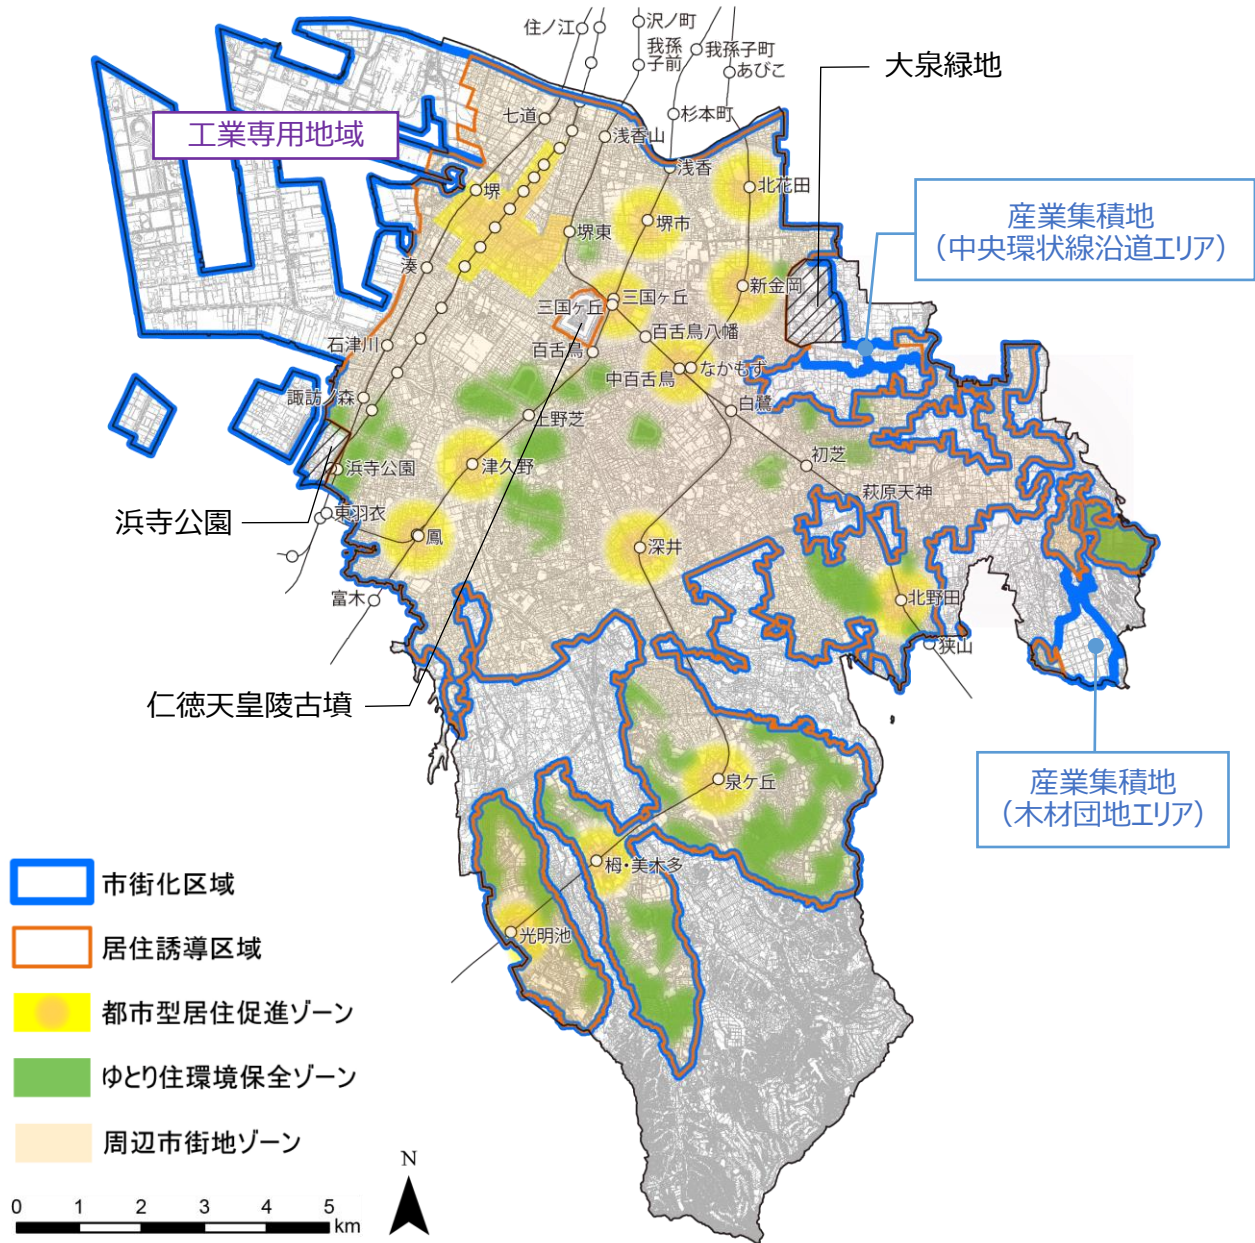 住ノ江
沢ノ町
我孫
子前
我孫子町
あびこ
大泉緑地
工業専用地域
七道
浅香山
杉本町
浅香
北花田
堺
堺市
堺東
産業集積地
（中央環状線沿道エリア）
湊
新金岡
三国ヶ丘
三国ヶ丘
石津川
百舌鳥
百舌鳥八幡
なかもず
中百舌鳥
諏訪ノ森
上野芝
白鷺
浜寺公園
津久野
初芝
萩原天神
浜寺公園
東羽衣
鳳
深井
富木
北野田
狭山
仁徳天皇陵古墳
泉ケ丘
産業集積地
（木材団地エリア）
栂・美木多
光明池
市街化区域
居住誘導区域
都市型居住促進ゾーン
ゆとり住環境保全ゾーン
周辺市街地ゾーン
N
0 1 2 3 4 5
km